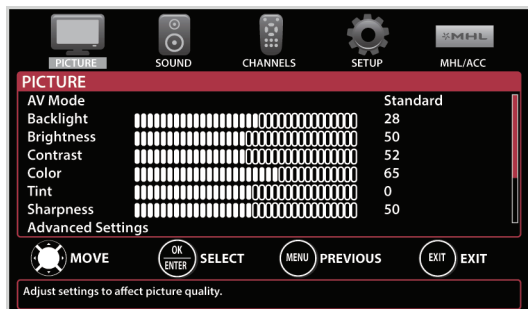 PICTURE SOUND CHANNELS SETUP MHL MHL/ACC
PICTURE
AV Mode Standard
Backlight 28
Brightness 50
Contrast 52
Color 65
Tint 0
Sharpness 50
Advanced Settings
MOVE OK ENTER SELECT MENU PREVIOUS EXIT EXIT
Adjust settings to affect picture quality.